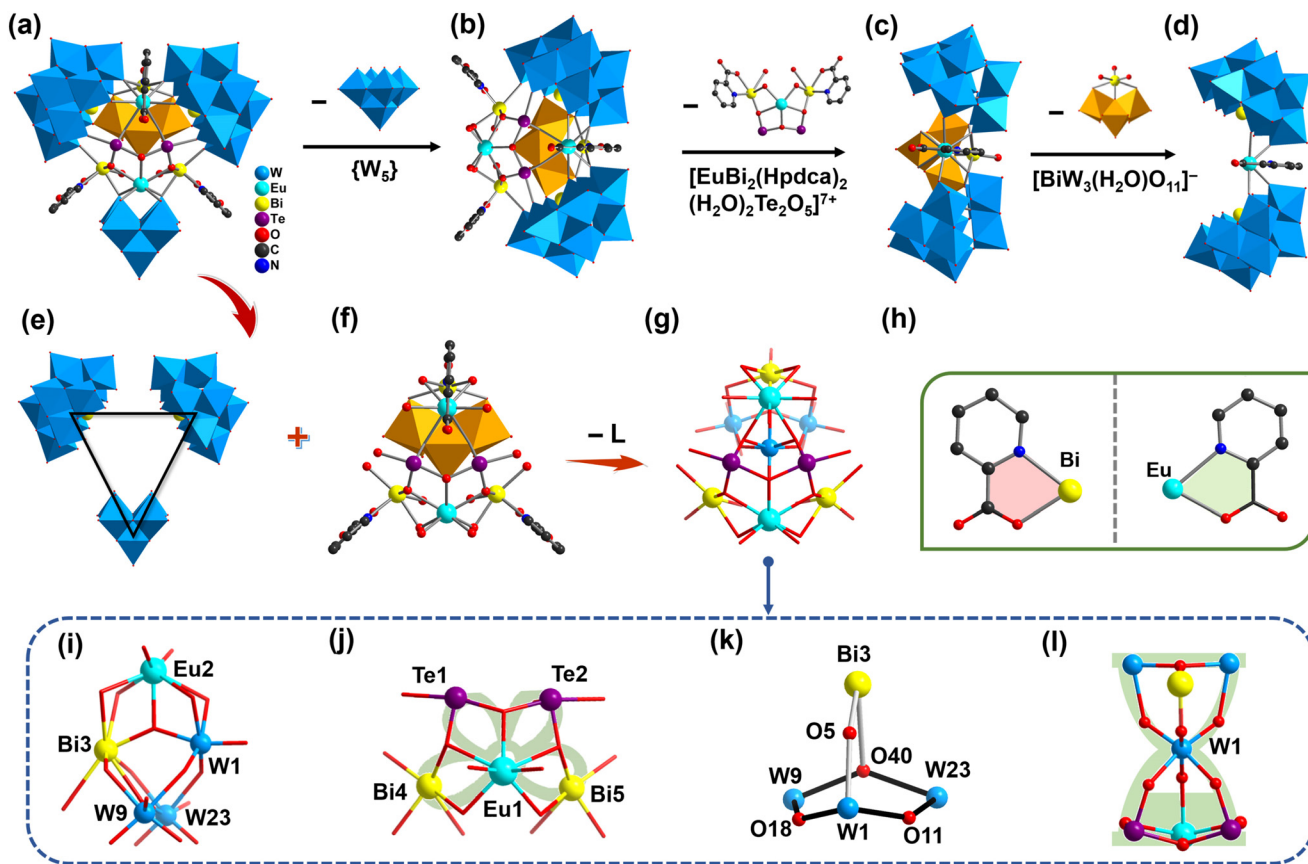 (a)
(b)
(c)
(d)
W
Eu
Bi
Te
O
C
N
–
{W₅}
–
[EuBi₂(Hpdca)₂
(H₂O)₂Te₂O₅]⁷⁺
–
[BiW₃(H₂O)O₁₁]⁻
(e)
+
(f)
– L
(g)
(h)
Bi
Eu
(i)
Eu2
Bi3
W1
W9
W23
(j)
Te1
Te2
Bi4
Eu1
Bi5
(k)
Bi3
O5
O40
W9
W23
O18
W1
O11
(l)
W1